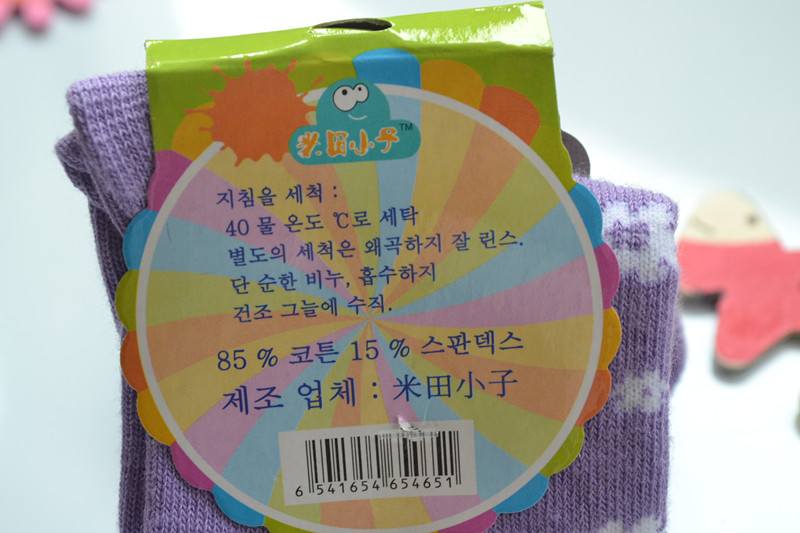 米田小子™
지침을 세척 :
40 물 온도 ℃로 세탁
별도의 세척은 왜곡하지 잘 린스.
단 순한 비누, 흡수하지
건조 그늘에 수직.
85 % 코튼 15 % 스판덱스
제조 업체 : 米田小子
6 541654 654651